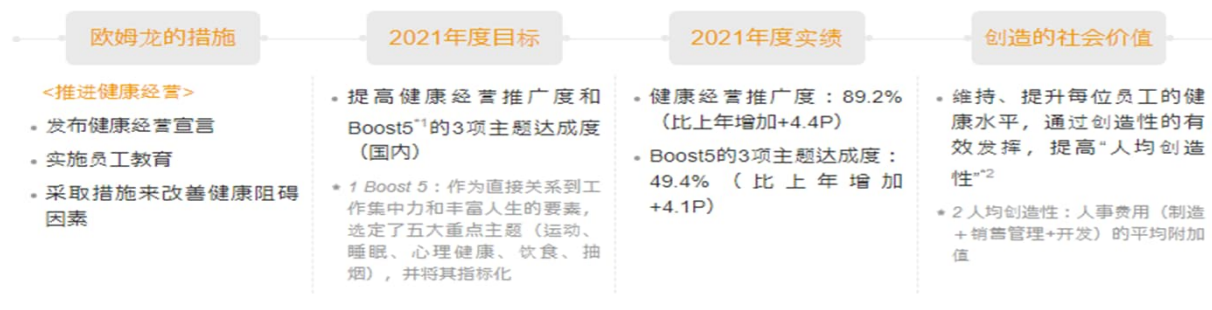 欧姆龙的措施
<推进健康经营>
• 发布健康经营宣言
• 实施员工教育
• 采取措施来改善健康阻碍
因素
2021年度目标
• 提高健康经营推广度和
Boost5*1的3项主题达成度
（国内）
* 1 Boost 5：作为直接关系到工
作集中力和丰富人生的要素，
选定了五大重点主题（运动、
睡眠、心理健康、饮食、抽
烟），并将其指标化
2021年度实绩
• 健康经营推广度：89.2%
（比上年增加+4.4P）
• Boost5的3项主题达成度：
49.4%（比上年增加
+4.1P）
创造的社会价值
• 维持、提升每位员工的健
康水平，通过创造性的有
效发挥，提高“人均创造
性”*2
* 2 人均创造性：人事费用（制造
＋销售管理+开发）的平均附加
值